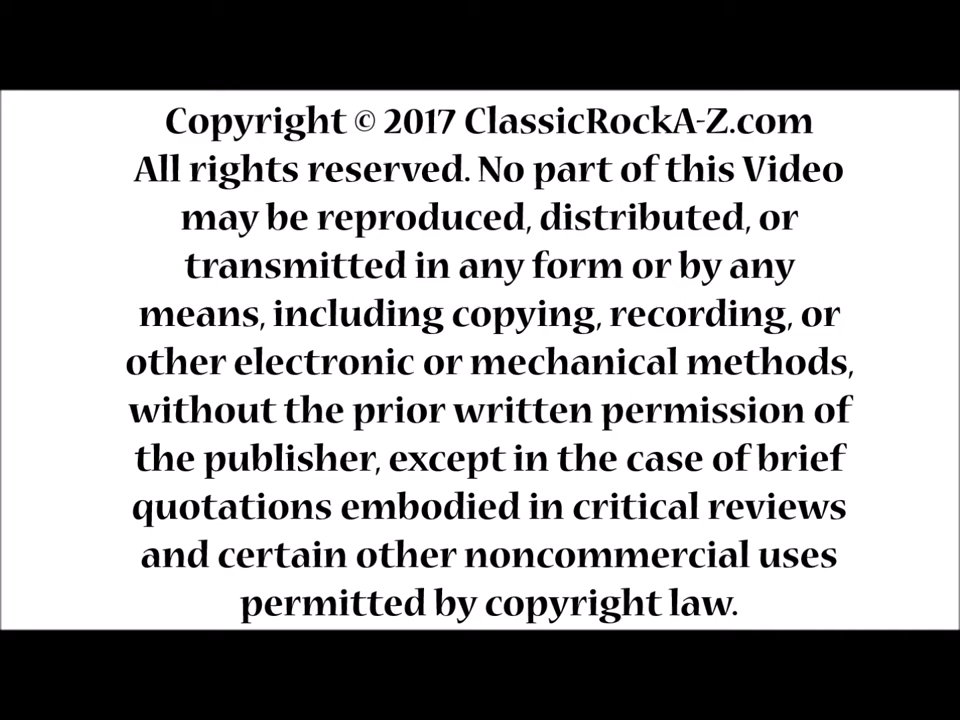 Copyright © 2017 ClassicRockA-Z.com
All rights reserved. No part of this Video
may be reproduced, distributed, or
transmitted in any form or by any
means, including copying, recording, or
other electronic or mechanical methods,
without the prior written permission of
the publisher, except in the case of brief
quotations embodied in critical reviews
and certain other noncommercial uses
permitted by copyright law.